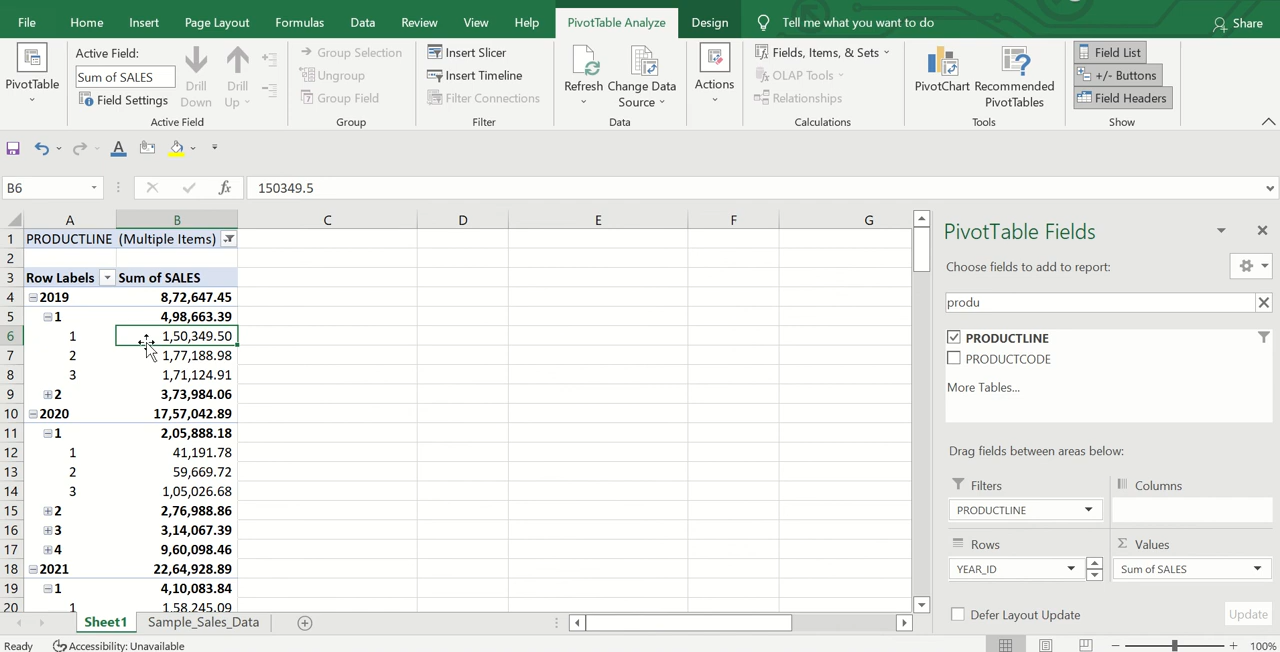 File Home Insert Page Layout Formulas Data Review View Help PivotTable Analyze Design Tell me what you want to do Share
PivotTable
Active Field:
Sum of SALES
Field Settings
Drill Down
Drill Up
Active Field
Group Selection
Ungroup
Group Field
Group
Insert Slicer
Insert Timeline
Filter Connections
Filter
Refresh
Change Data Source
Data
Actions
Fields, Items, & Sets
OLAP Tools
Relationships
Calculations
PivotChart
Recommended PivotTables
Tools
Field List
+/- Buttons
Field Headers
Show
B6 fx 150349.5
A B C D E F G
1 PRODUCTLINE (Multiple Items)
2
3 Row Labels Sum of SALES
4 2019 8,72,647.45
5 1 4,98,663.39
6 1 1,50,349.50
7 2 1,77,188.98
8 3 1,71,124.91
9 2 3,73,984.06
10 2020 17,57,042.89
11 1 2,05,888.18
12 1 41,191.78
13 2 59,669.72
14 3 1,05,026.68
15 2 2,76,988.86
16 3 3,14,067.39
17 4 9,60,098.46
18 2021 22,64,928.89
19 1 4,10,083.84
20 1 1,58,245.09
PivotTable Fields
Choose fields to add to report:
produ
PRODUCTLINE
PRODUCTCODE
More Tables...
Drag fields between areas below:
Filters
PRODUCTLINE
Columns
Rows
YEAR_ID
Σ Values
Sum of SALES
Defer Layout Update Update
Sheet1 Sample_Sales_Data
Ready Accessibility: Unavailable 100%